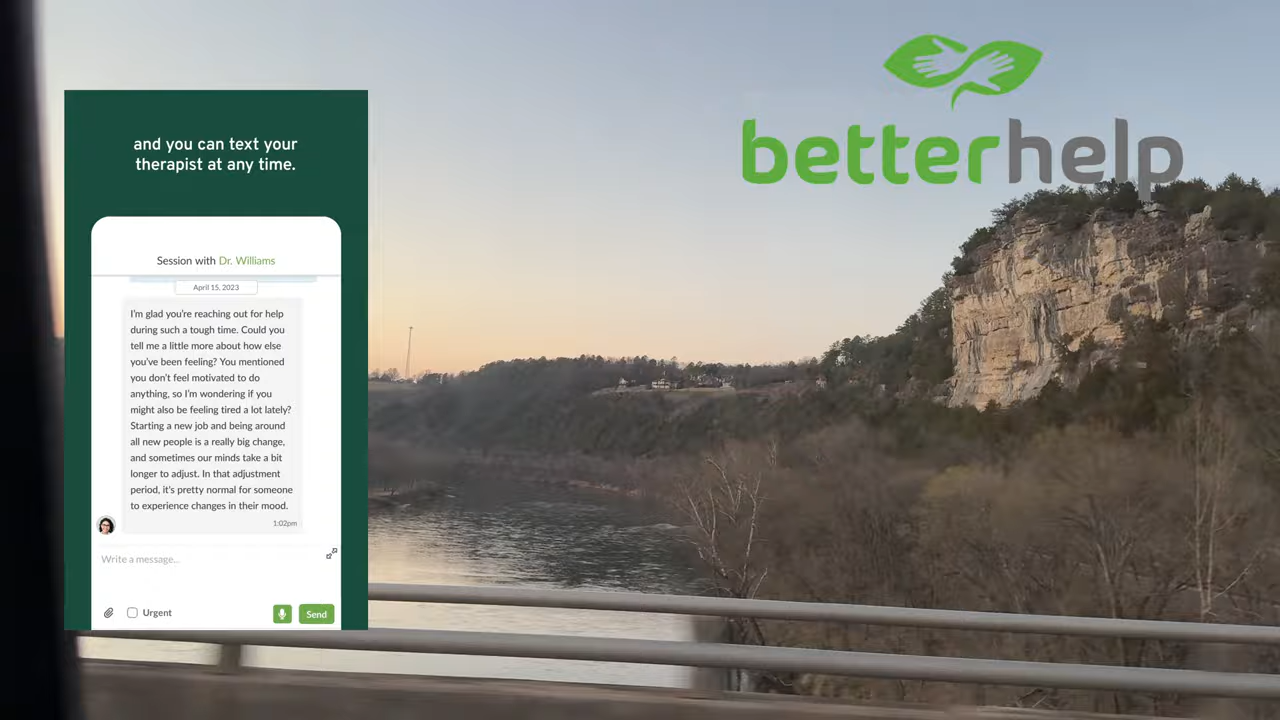 and you can text your
therapist at any time.
Session with Dr. Williams
April 15, 2023
I'm glad you're reaching out for help
during such a tough time. Could you
tell me a little more about how else
you've been feeling? You mentioned
you don't feel motivated to do
anything, so I'm wondering if you
might also be feeling tired a lot lately?
Starting a new job and being around
all new people is a really big change,
and sometimes our minds take a bit
longer to adjust. In that adjustment
period, it's pretty normal for someone
to experience changes in their mood.
1:02pm
Write a message...
Urgent
Send
betterhelp